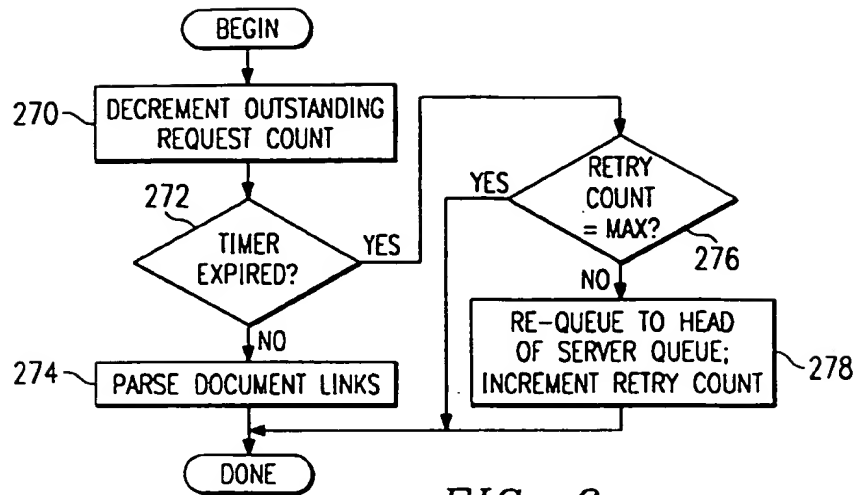 BEGIN
270
DECREMENT OUTSTANDING
REQUEST COUNT
272
TIMER
EXPIRED?
YES
NO
274
PARSE DOCUMENT LINKS
DONE
RETRY
COUNT
= MAX?
YES
276
NO
RE-QUEUE TO HEAD
OF SERVER QUEUE;
INCREMENT RETRY COUNT
278